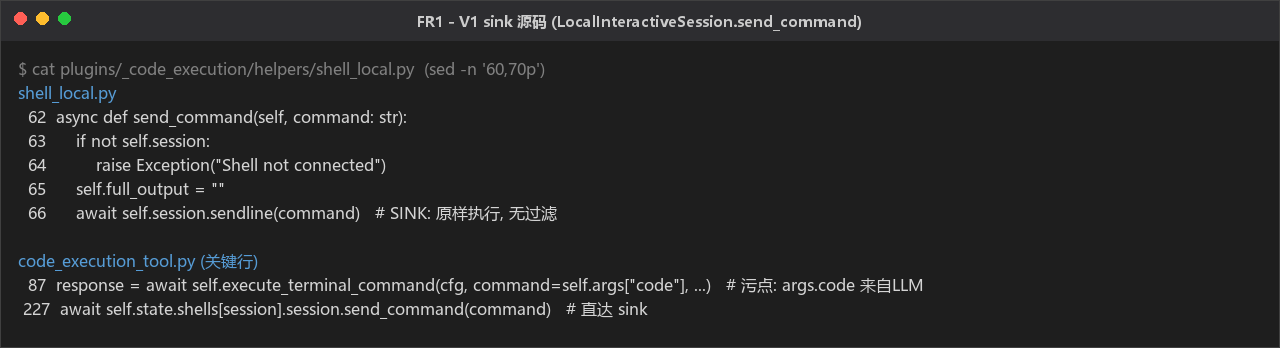 FR1 - V1 sink 源码 (LocalInteractiveSession.send_command)
$ cat plugins/_code_execution/helpers/shell_local.py  (sed -n '60,70p')
shell_local.py
62  async def send_command(self, command: str):
63      if not self.session:
64          raise Exception("Shell not connected")
65      self.full_output = ""
66      await self.session.sendline(command)   # SINK: 原样执行, 无过滤
code_execution_tool.py (关键行)
87  response = await self.execute_terminal_command(cfg, command=self.args["code"], ...)   # 污点: args.code 来自LLM
227  await self.state.shells[session].session.send_command(command)   # 直达 sink